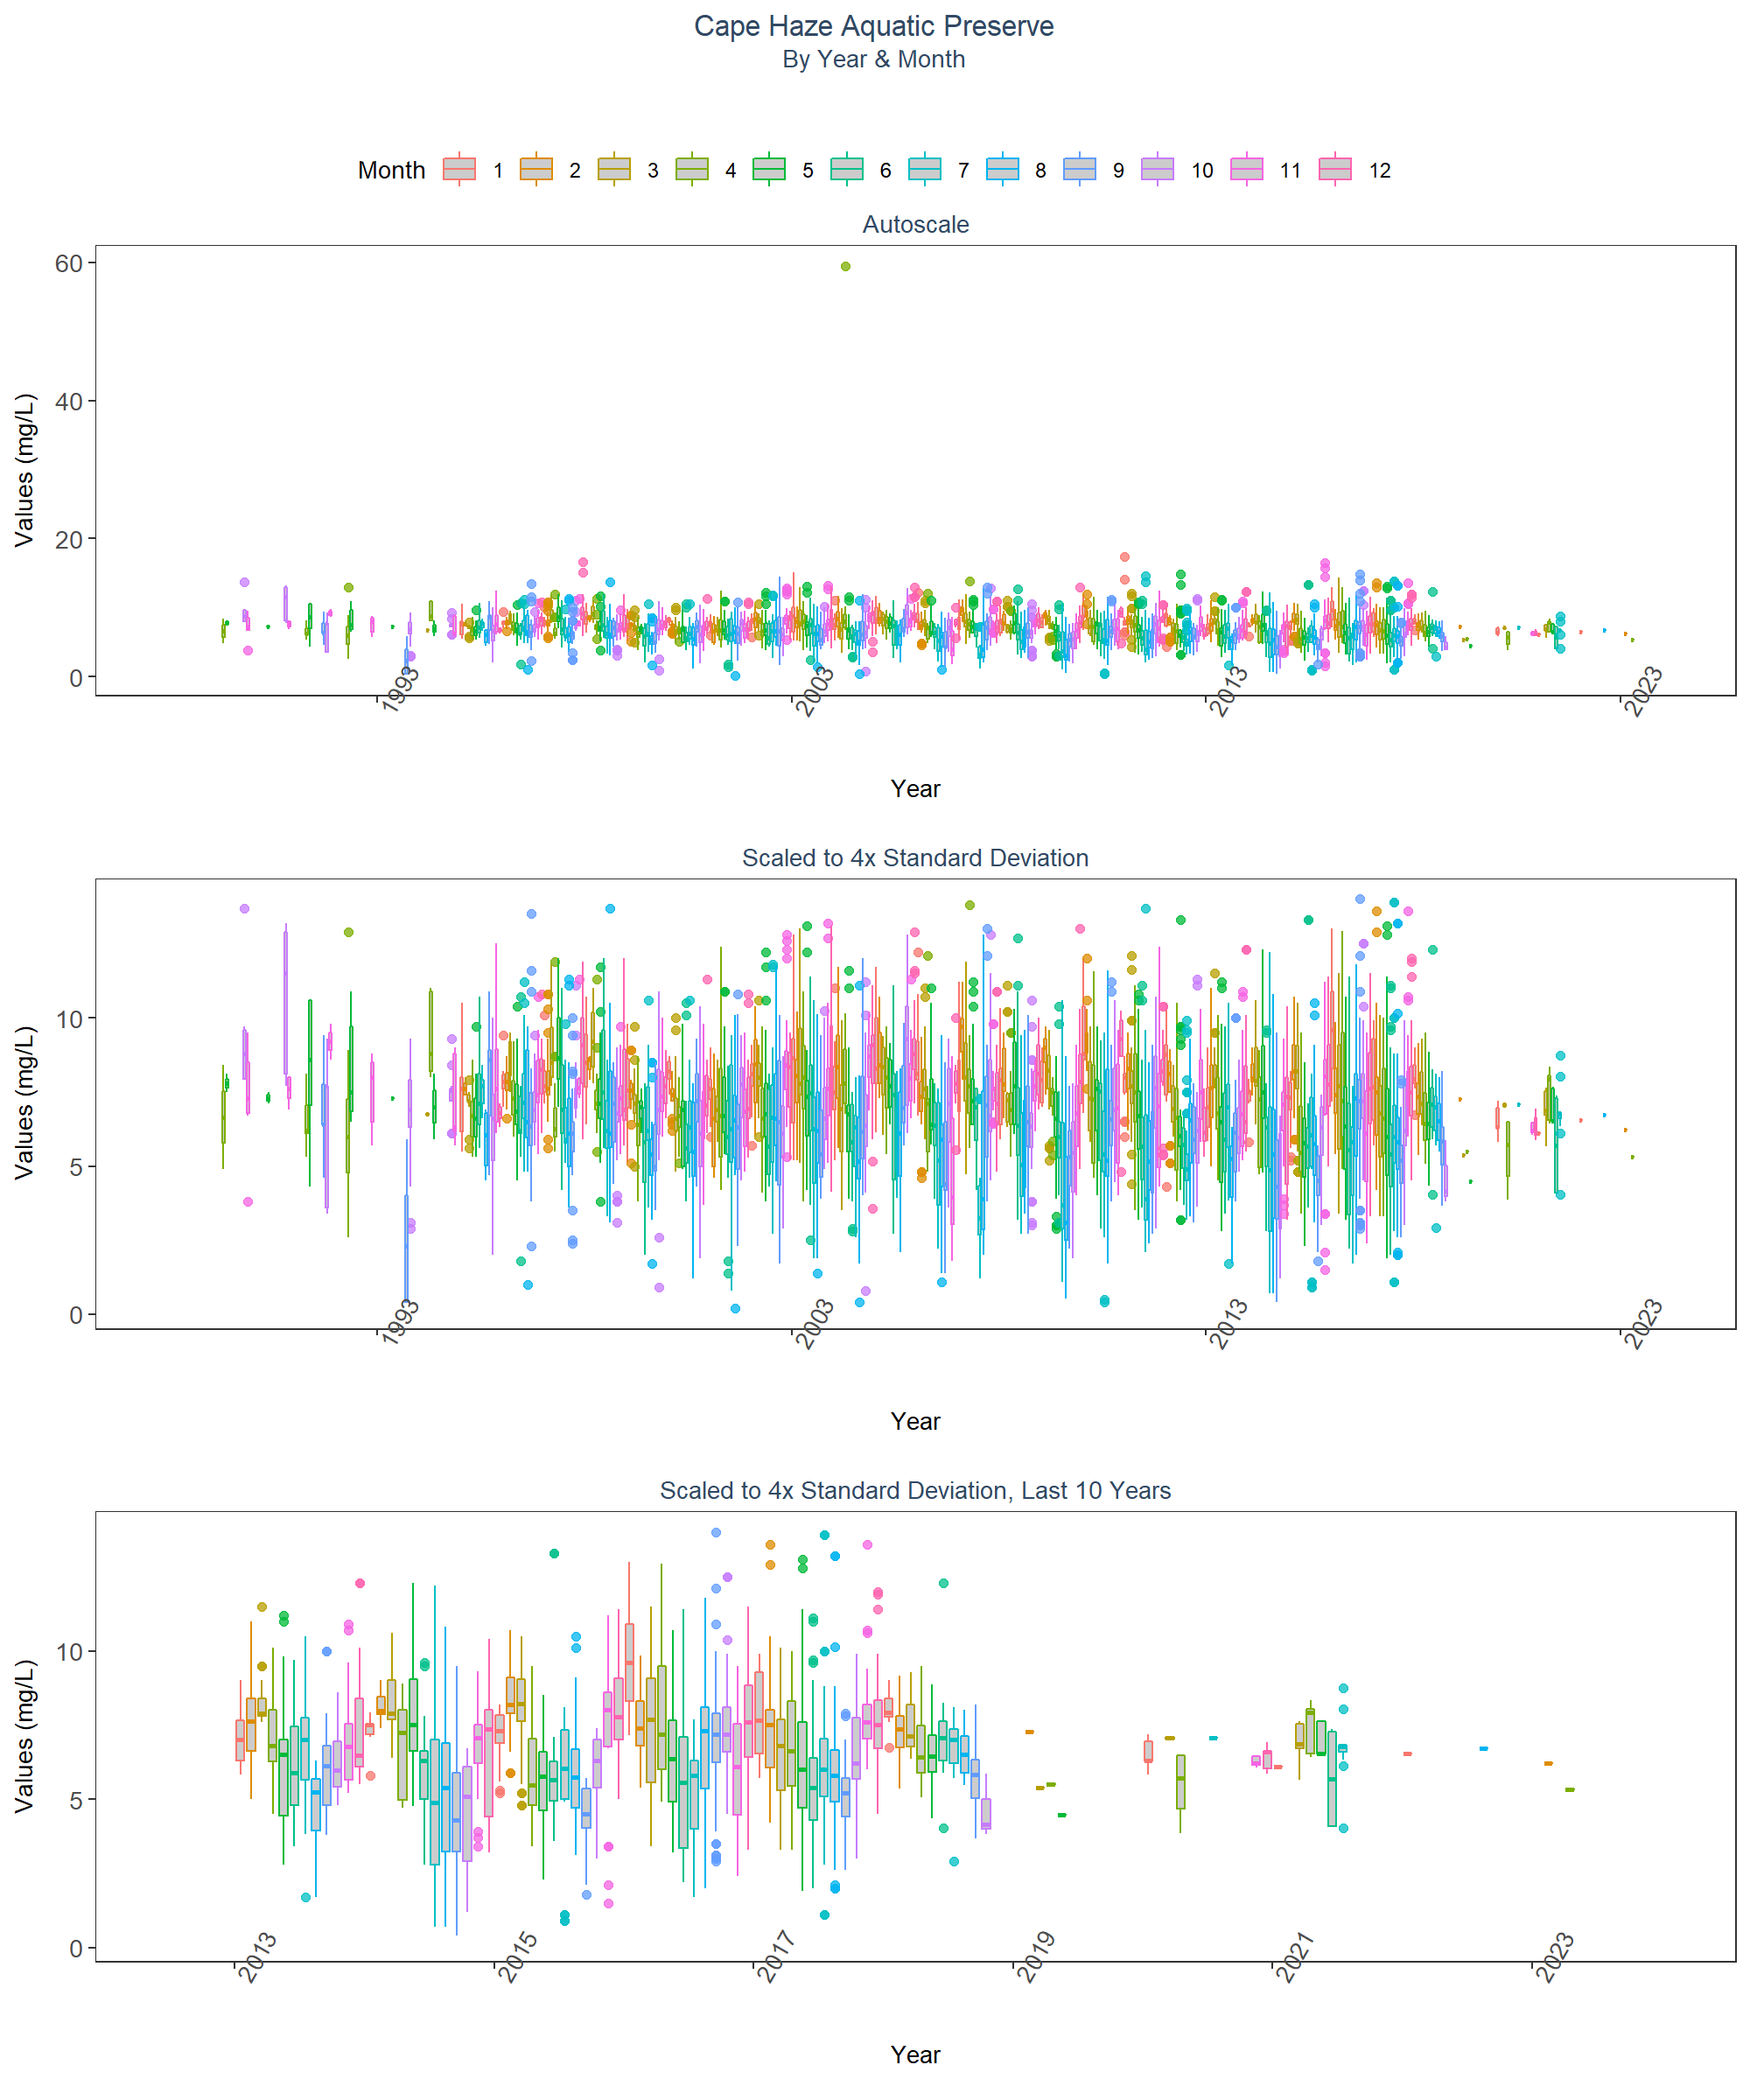 Cape Haze Aquatic Preserve
By Year & Month
Month 1 2 3 4 5 6 7 8 9 10 11 12
Autoscale
Values (mg/L)
60
40
20
0
1993 2003 2013 2023
Year
Scaled to 4x Standard Deviation
Values (mg/L)
10
5
0
1993 2003 2013 2023
Year
Scaled to 4x Standard Deviation, Last 10 Years
Values (mg/L)
10
5
0
2013 2015 2017 2019 2021 2023
Year